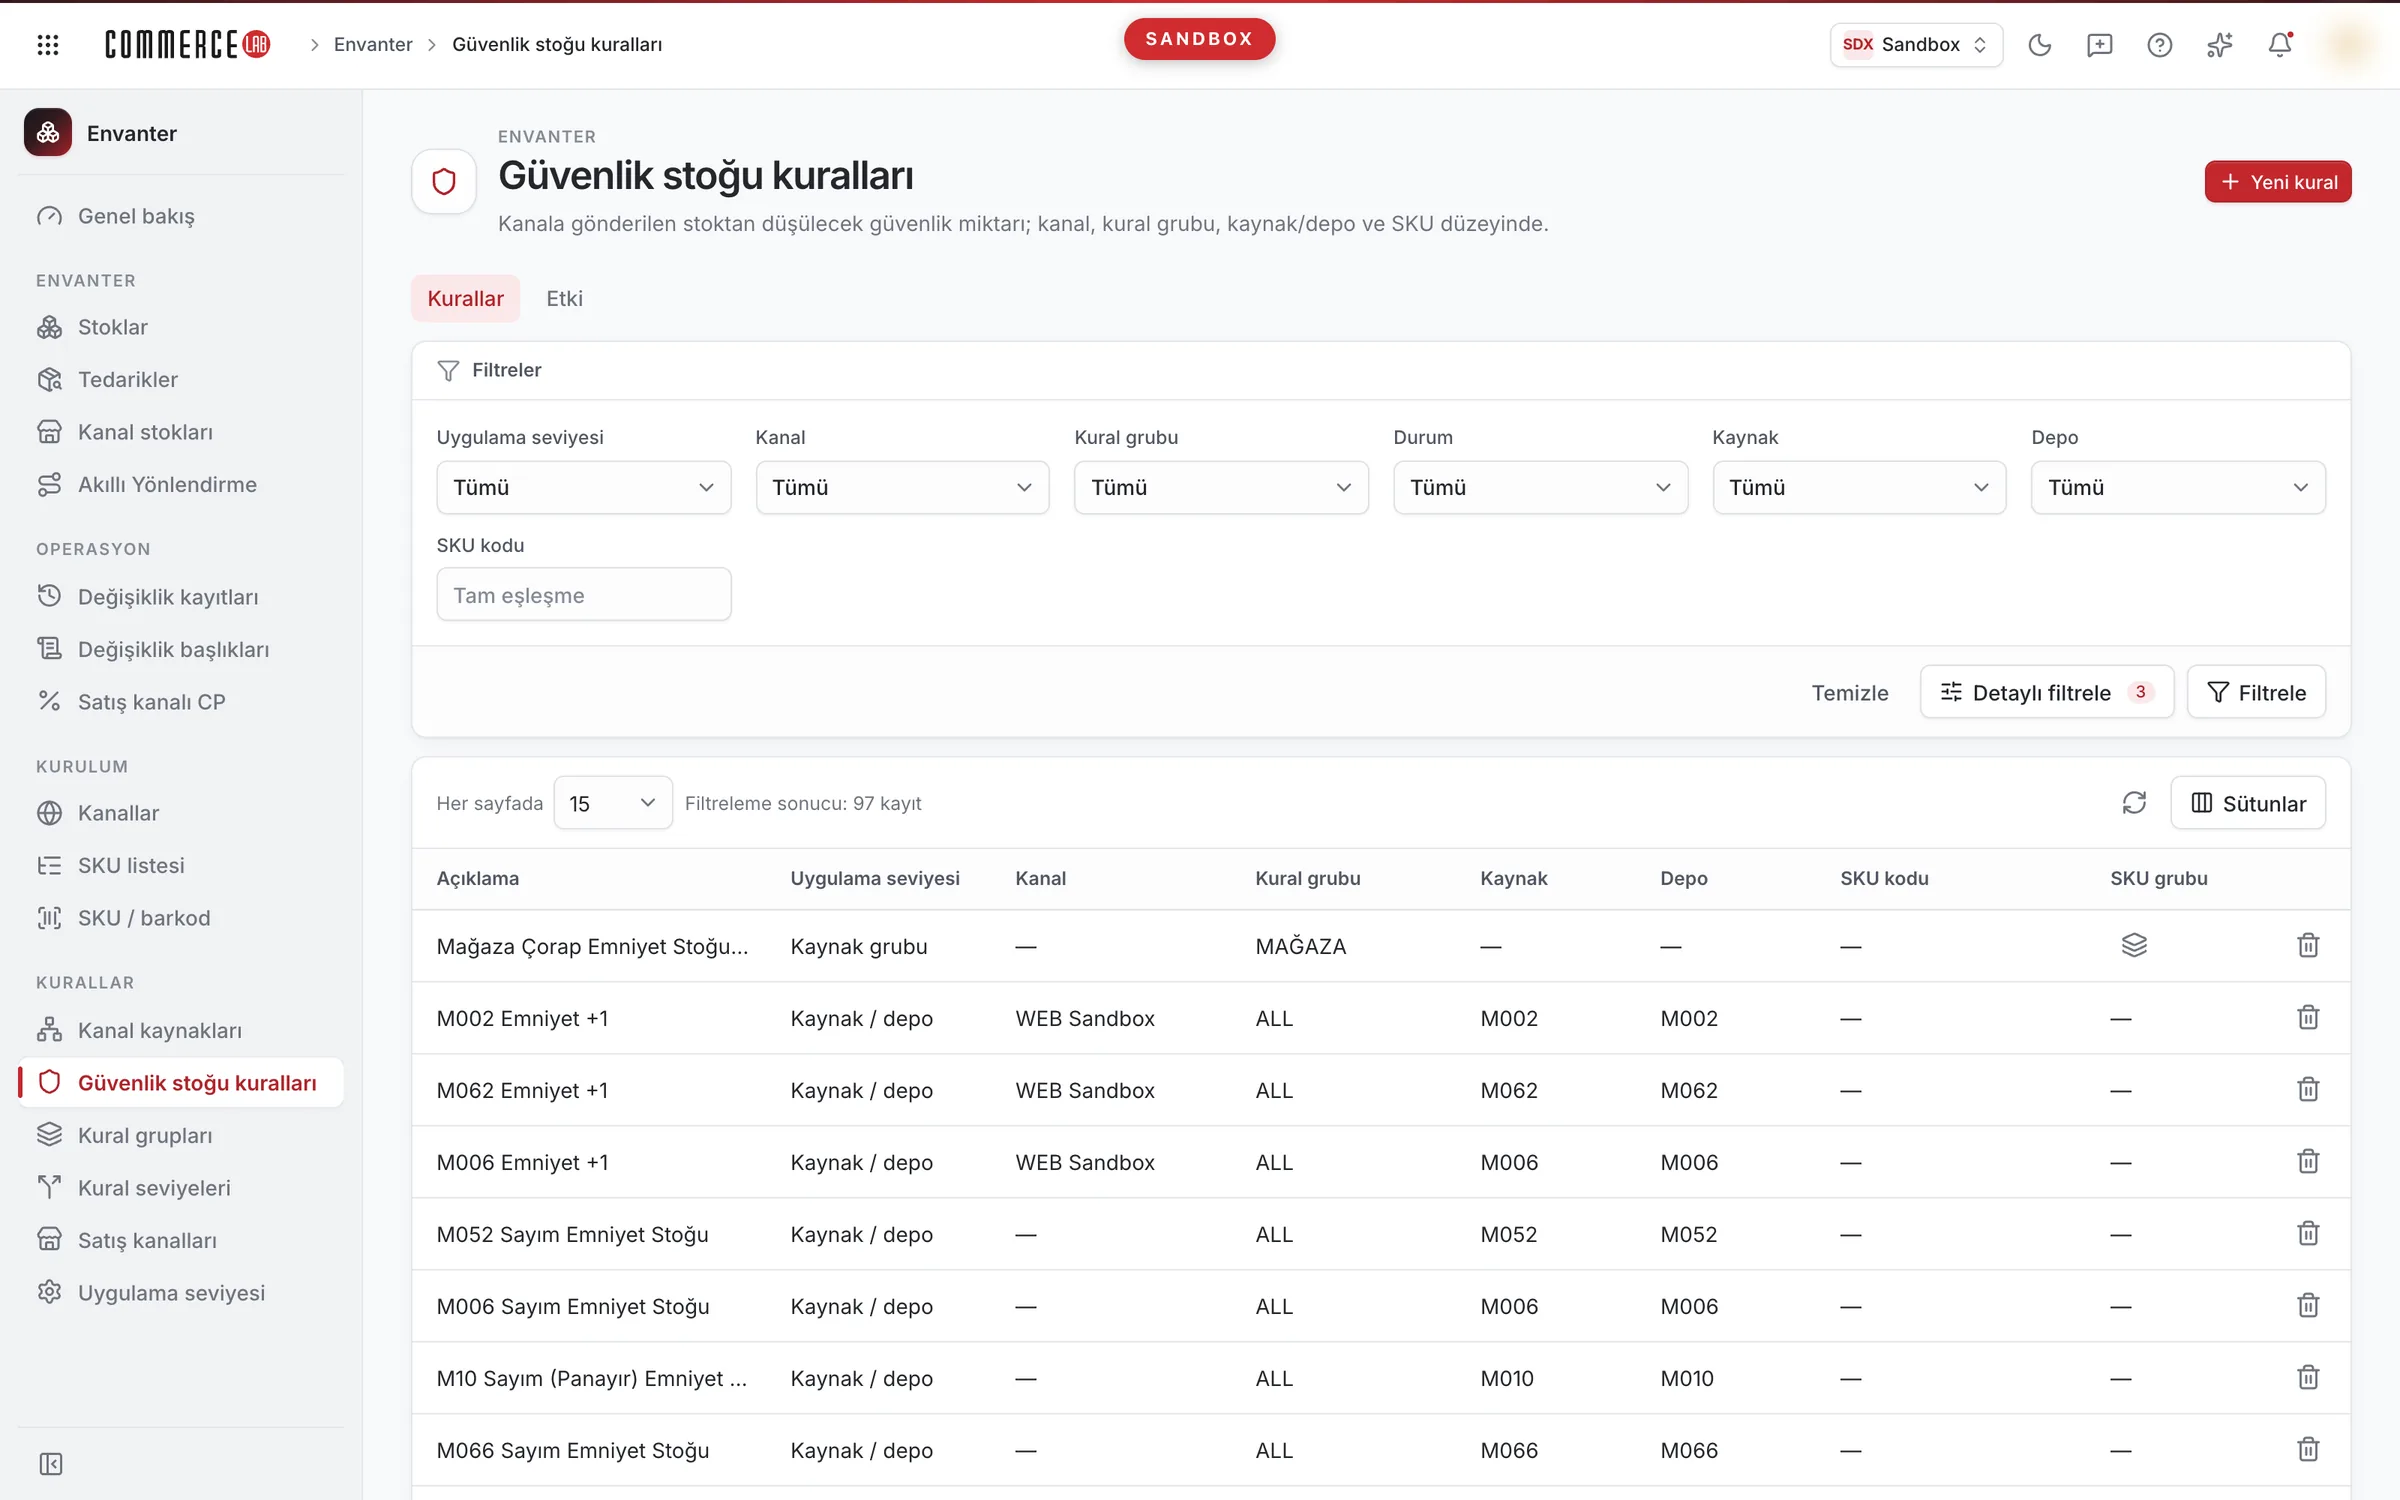 COMMERCE LAB
Envanter
Güvenlik stoğu kuralları
SANDBOX
SDX Sandbox
Envanter
Genel bakış
ENVANTER
Stoklar
Tedarikler
Kanal stokları
Akıllı Yönlendirme
OPERASYON
Değişiklik kayıtları
Değişiklik başlıkları
Satış kanalı CP
KURULUM
Kanallar
SKU listesi
SKU / barkod
KURALLAR
Kanal kaynakları
Güvenlik stoğu kuralları
Kural grupları
Kural seviyeleri
Satış kanalları
Uygulama seviyesi
ENVANTER
Güvenlik stoğu kuralları
Kanala gönderilen stoktan düşülecek güvenlik miktarı; kanal, kural grubu, kaynak/depo ve SKU düzeyinde.
Yeni kural
Kurallar Etki
Filtreler
Uygulama seviyesi Kanal Kural grubu Durum Kaynak Depo
Tümü Tümü Tümü Tümü Tümü Tümü
SKU kodu
Tam eşleşme
Temizle Detaylı filtrele 3 Filtrele
Her sayfada 15 Filtreleme sonucu: 97 kayıt Sütunlar
Açıklama Uygulama seviyesi Kanal Kural grubu Kaynak Depo SKU kodu SKU grubu
Mağaza Çorap Emniyet Stoğu... Kaynak grubu — MAĞAZA — — —
M002 Emniyet +1 Kaynak / depo WEB Sandbox ALL M002 M002 — —
M062 Emniyet +1 Kaynak / depo WEB Sandbox ALL M062 M062 — —
M006 Emniyet +1 Kaynak / depo WEB Sandbox ALL M006 M006 — —
M052 Sayım Emniyet Stoğu Kaynak / depo — ALL M052 M052 — —
M006 Sayım Emniyet Stoğu Kaynak / depo — ALL M006 M006 — —
M10 Sayım (Panayır) Emniyet ... Kaynak / depo — ALL M010 M010 — —
M066 Sayım Emniyet Stoğu Kaynak / depo — ALL M066 M066 — —